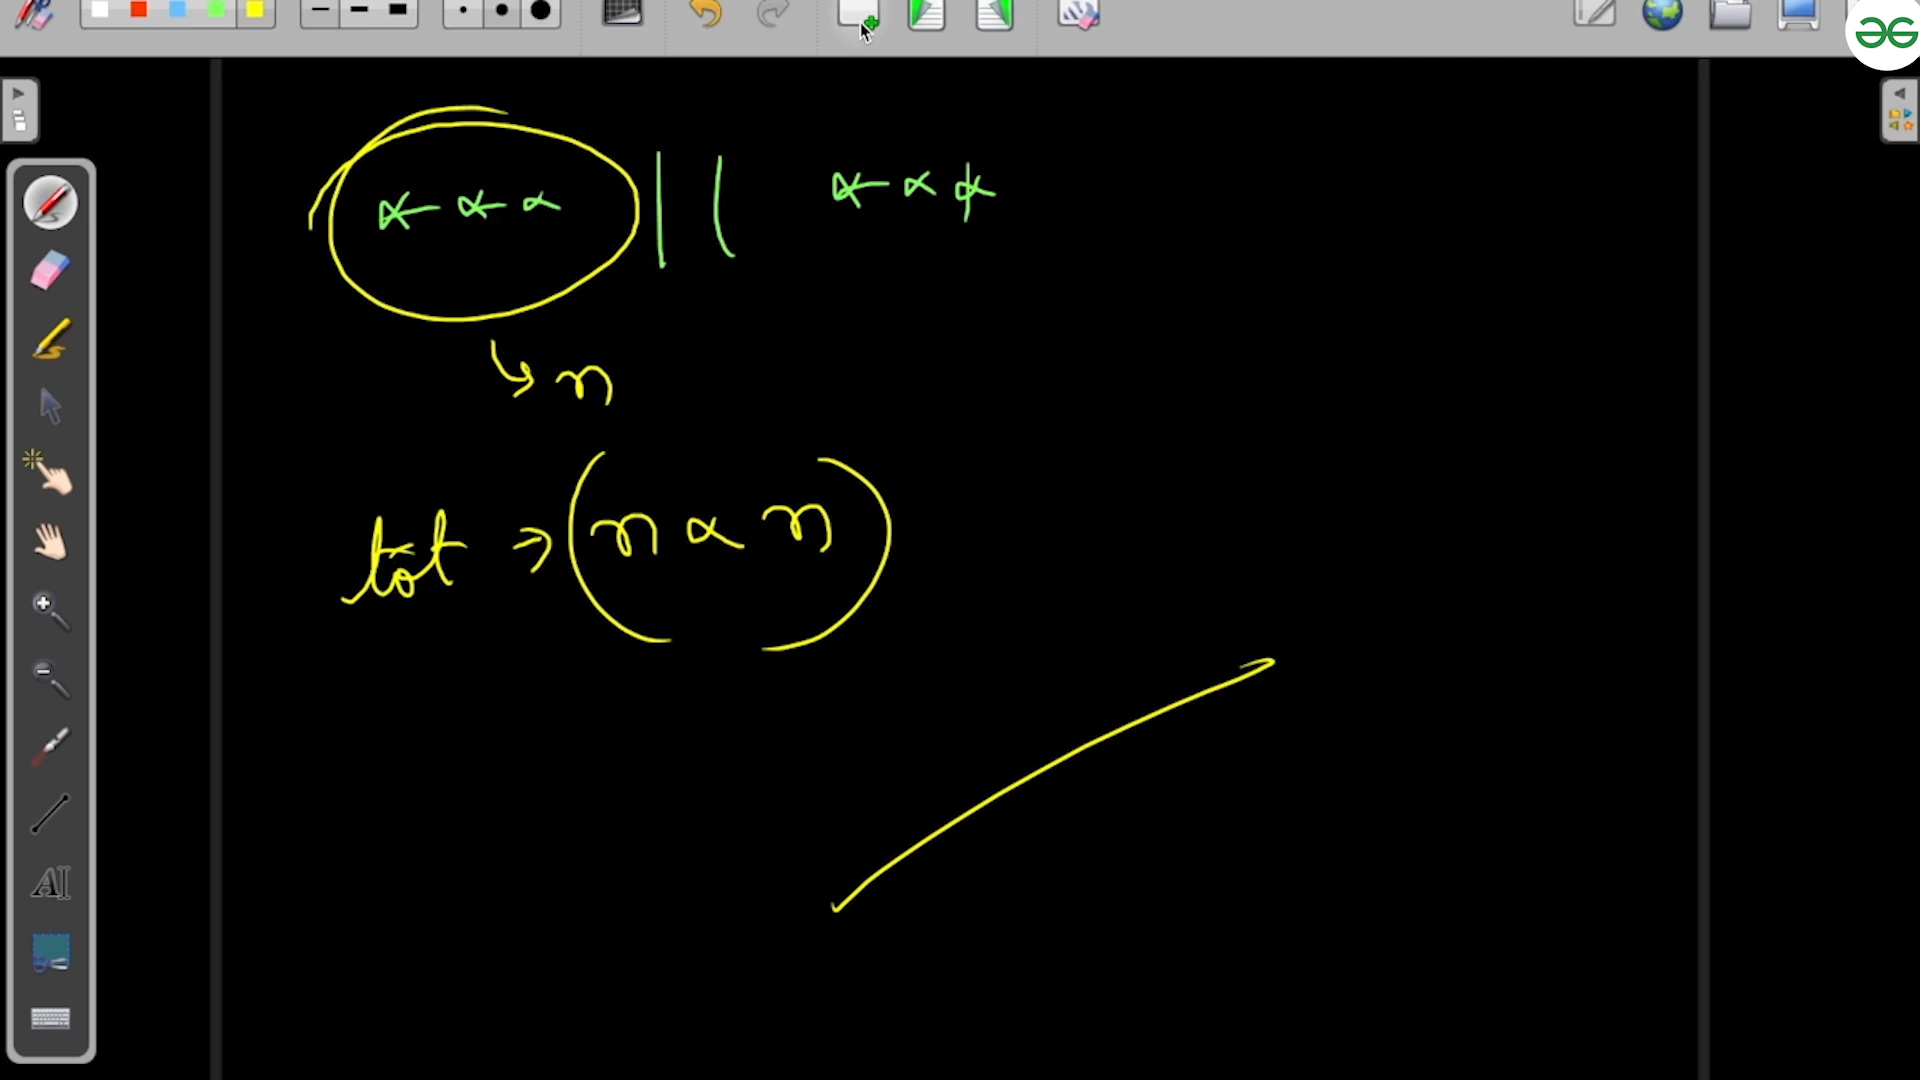 * * * | | * * *
↳ n
tot → (n * n)